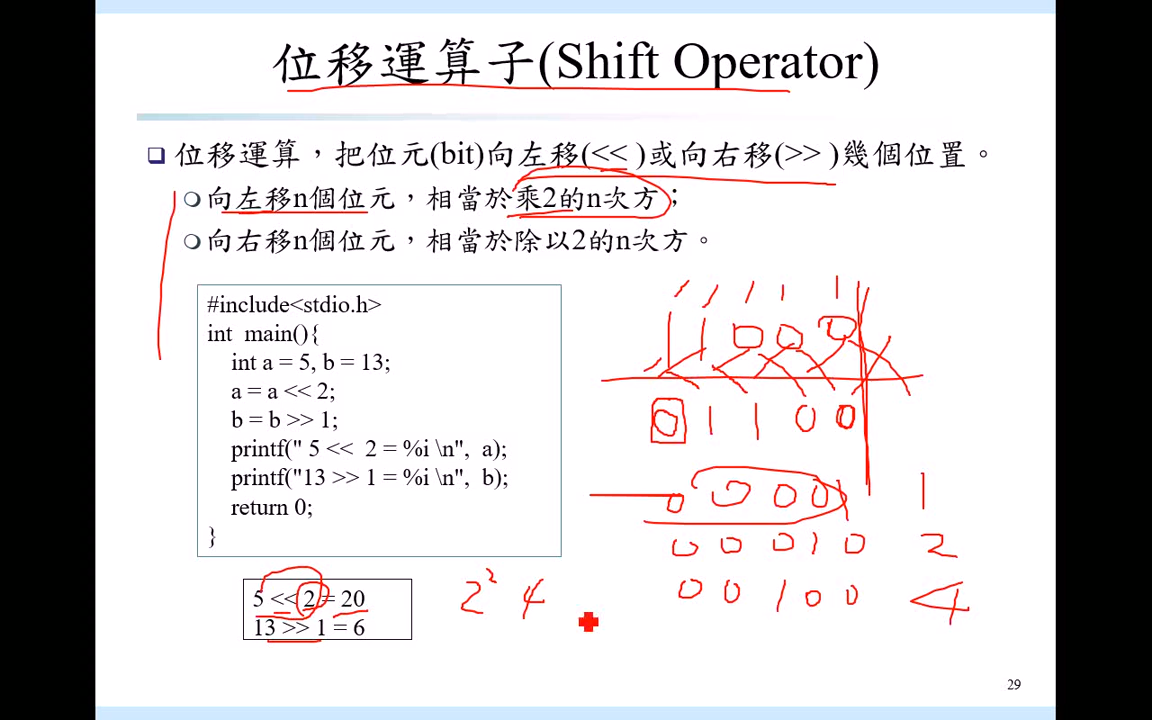 位移運算子(Shift Operator)
位移運算，把位元(bit)向左移(<< )或向右移(>> )幾個位置。
向左移n個位元，相當於乘2的n次方；
向右移n個位元，相當於除以2的n次方。
#include<stdio.h>
int main(){
int a = 5, b = 13;
a = a << 2;
b = b >> 1;
printf(" 5 << 2 = %i \n", a);
printf("13 >> 1 = %i \n", b);
return 0;
}
5 << 2 = 20
13 >> 1 = 6
2² 4
1 1 0 0 0
0 1 1 0 0
0 0 0 0 1 1
0 0 0 1 0 2
0 0 1 0 0 4
29